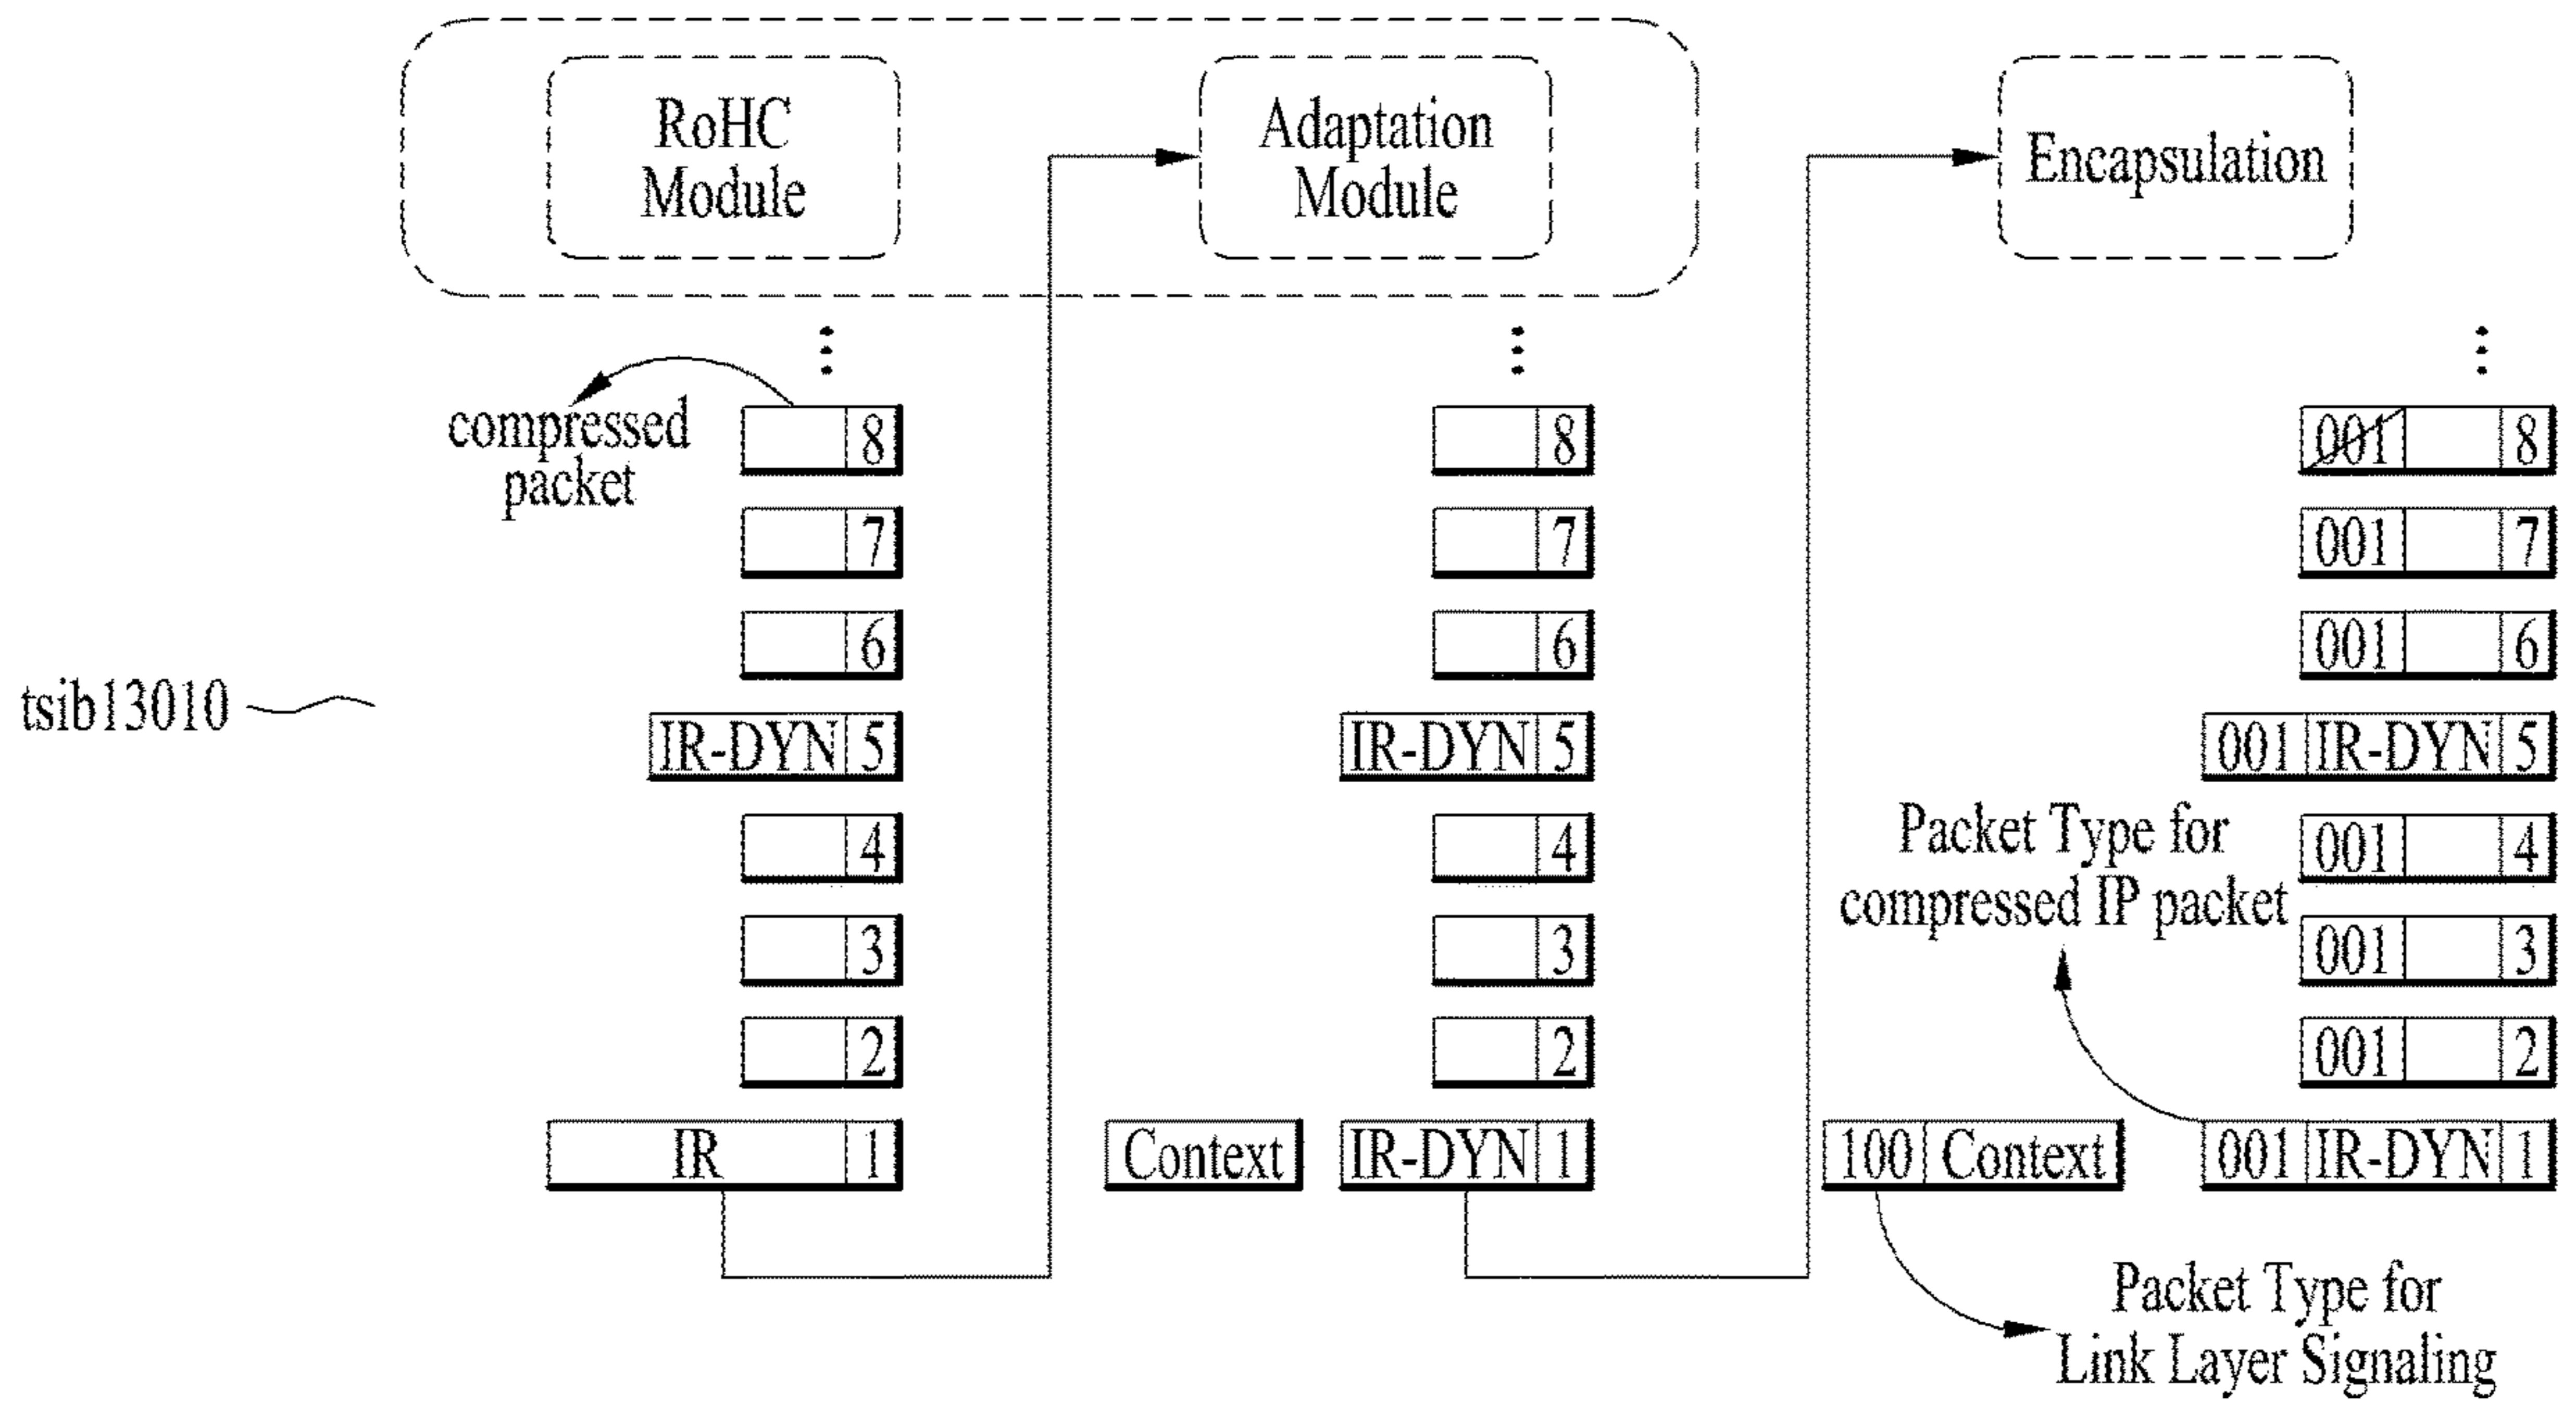 RoHC
Module
Adaptation
Module
Encapsulation
compressed
packet
8
8
001 8
7
7
001 7
6
6
001 6
tsib13010
IR-DYN 5
IR-DYN 5
001 IR-DYN 5
4
4
001 4
Packet Type for
compressed IP packet
3
3
001 3
2
2
001 2
IR 1
Context
IR-DYN 1
100 Context
001 IR-DYN 1
Packet Type for
Link Layer Signaling